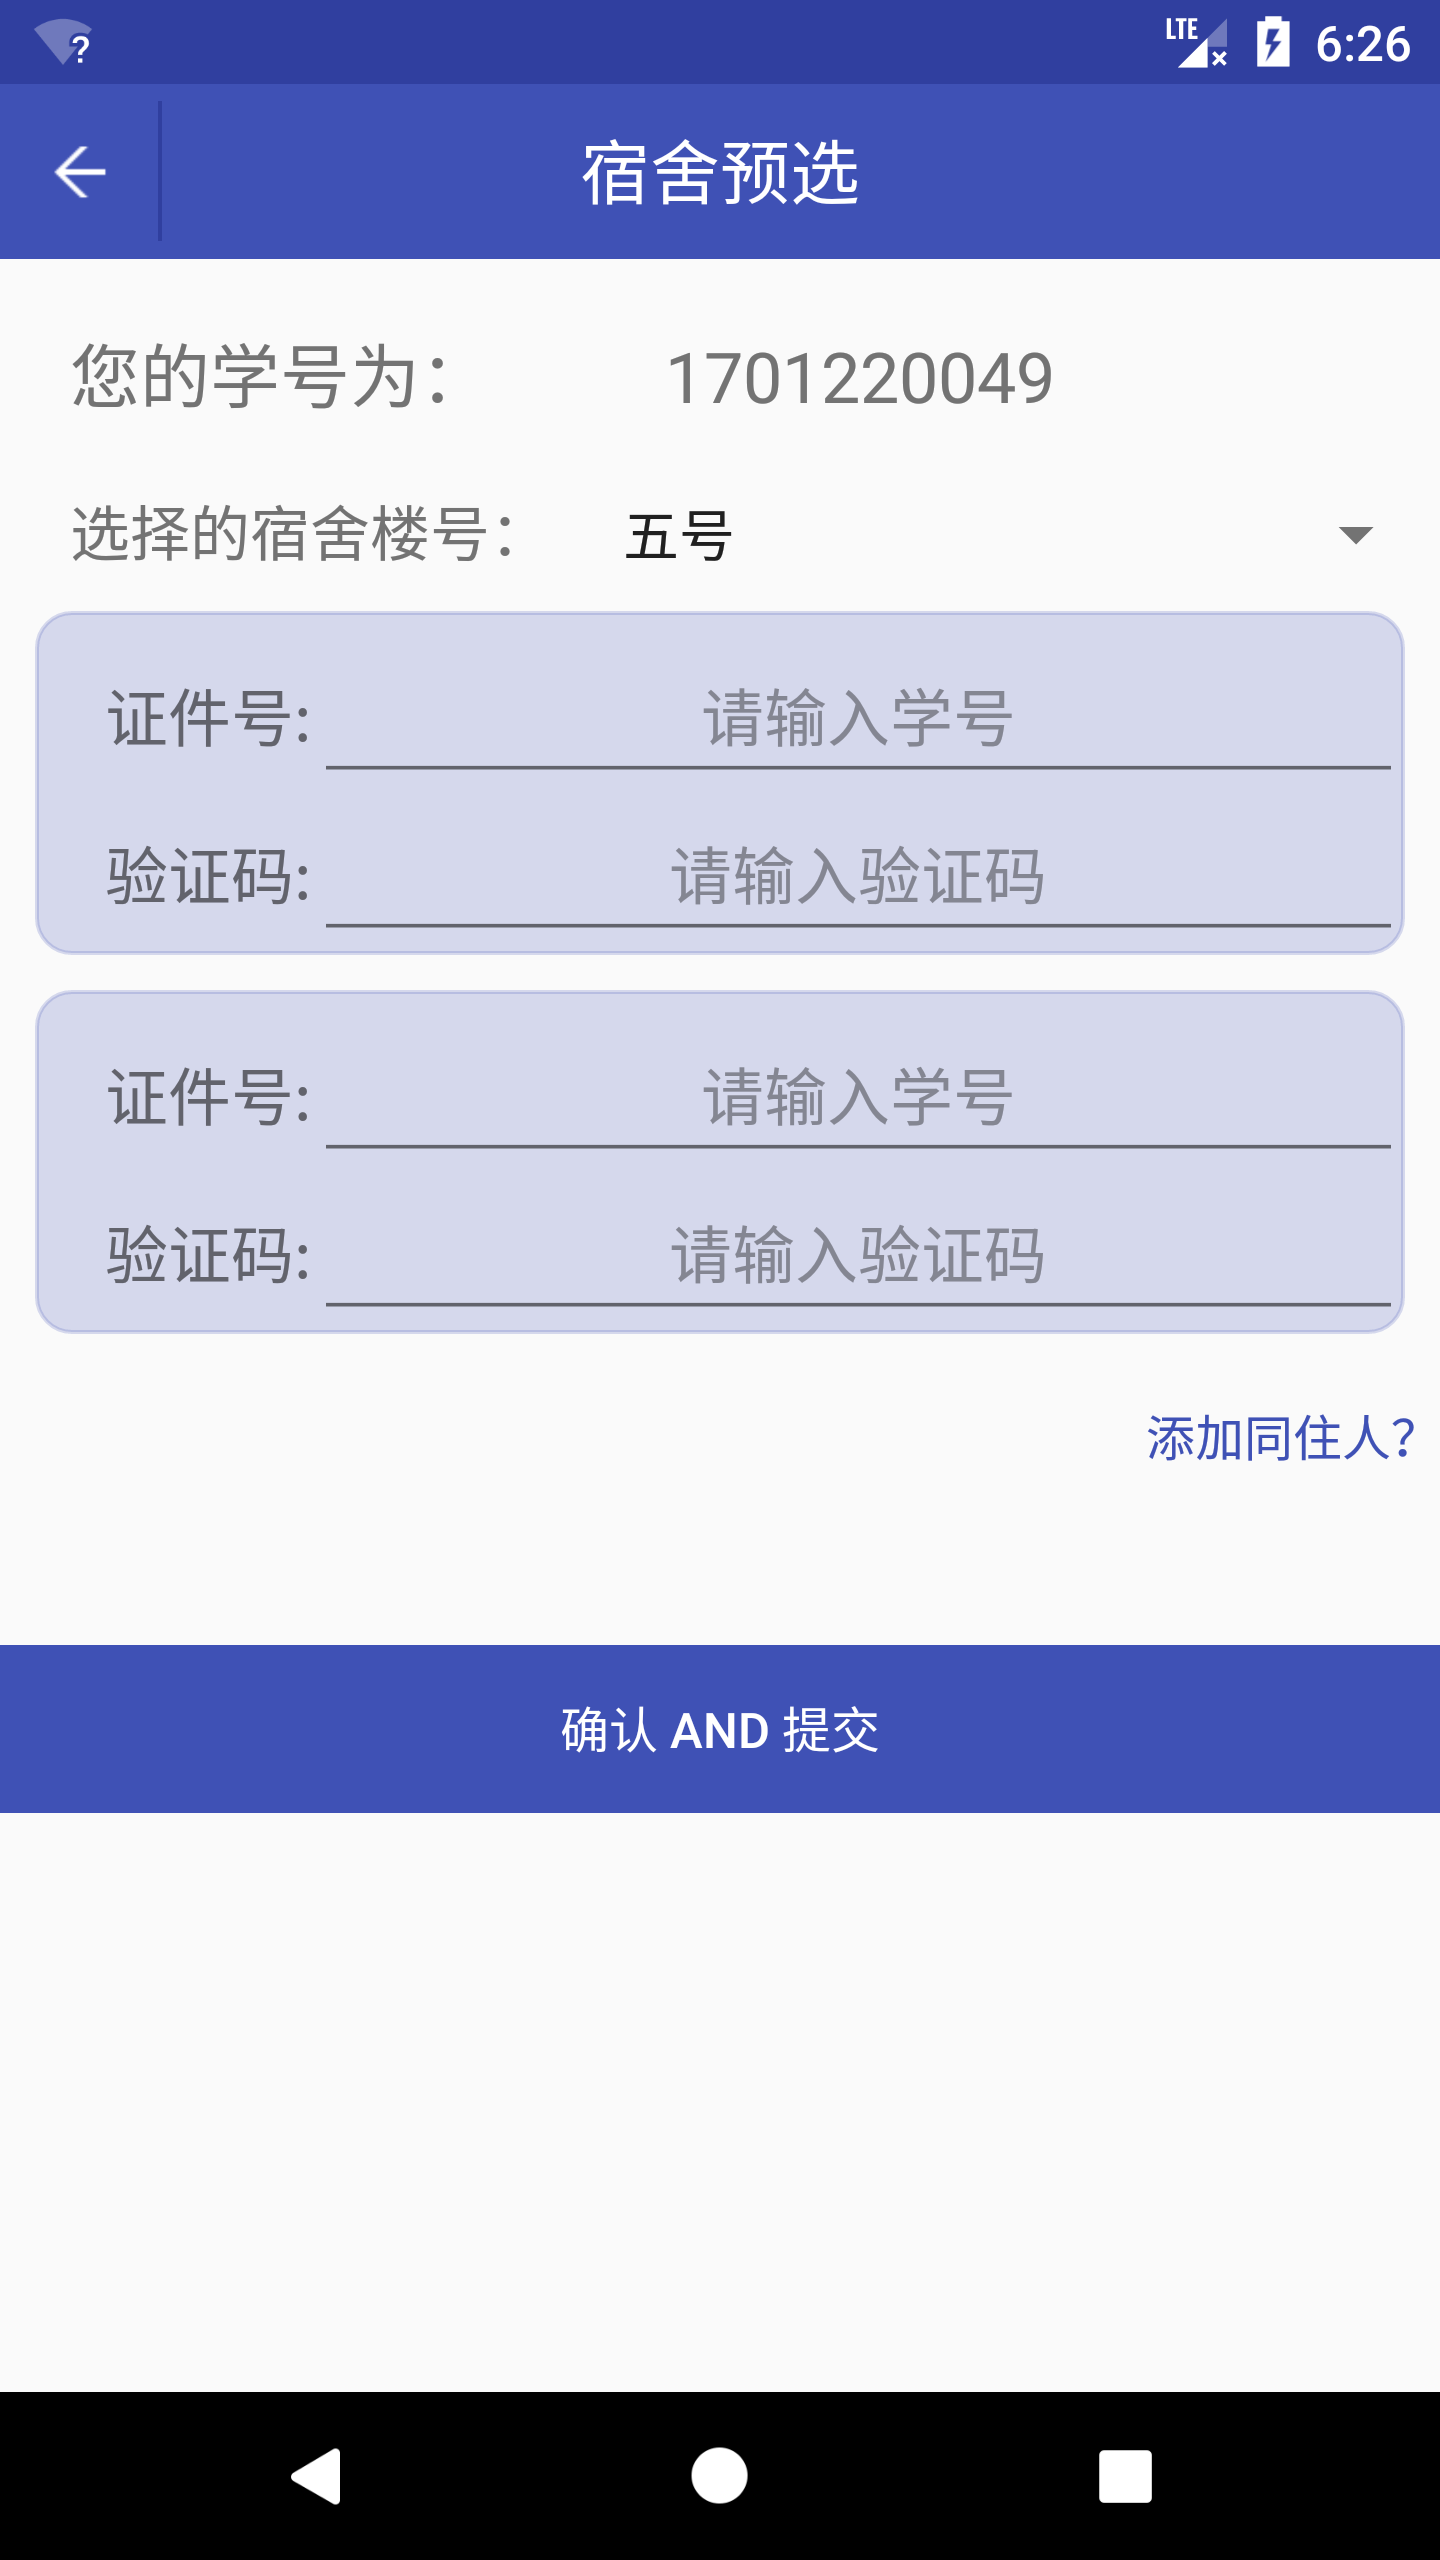 ? LTE 6:26
宿舍预选
您的学号为： 1701220049
选择的宿舍楼号： 五号
证件号: 请输入学号
验证码: 请输入验证码
证件号: 请输入学号
验证码: 请输入验证码
添加同住人？
确认 AND 提交